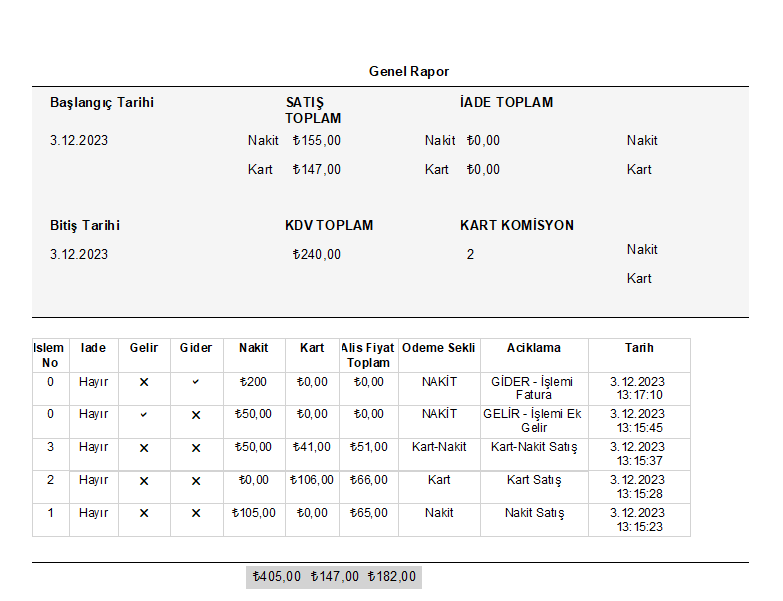 Genel Rapor
Başlangıç Tarihi SATIŞ İADE TOPLAM
TOPLAM
3.12.2023 Nakit ₺155,00 Nakit ₺0,00 Nakit
Kart ₺147,00 Kart ₺0,00 Kart
Bitiş Tarihi KDV TOPLAM KART KOMİSYON
Nakit
3.12.2023 ₺240,00 2
Kart
Islem Iade Gelir Gider Nakit Kart Alis Fiyat Odeme Sekli Aciklama Tarih
No Toplam
0 Hayır ✕ ✓ ₺200 ₺0,00 ₺0,00 NAKİT GİDER - İşlemi 3.12.2023
Fatura 13:17:10
0 Hayır ✓ ✕ ₺50,00 ₺0,00 ₺0,00 NAKİT GELİR - İşlemi Ek 3.12.2023
Gelir 13:15:45
3 Hayır ✕ ✕ ₺50,00 ₺41,00 ₺51,00 Kart-Nakit Kart-Nakit Satış 3.12.2023
13:15:37
2 Hayır ✕ ✕ ₺0,00 ₺106,00 ₺66,00 Kart Kart Satış 3.12.2023
13:15:28
1 Hayır ✕ ✕ ₺105,00 ₺0,00 ₺65,00 Nakit Nakit Satış 3.12.2023
13:15:23
₺405,00 ₺147,00 ₺182,00